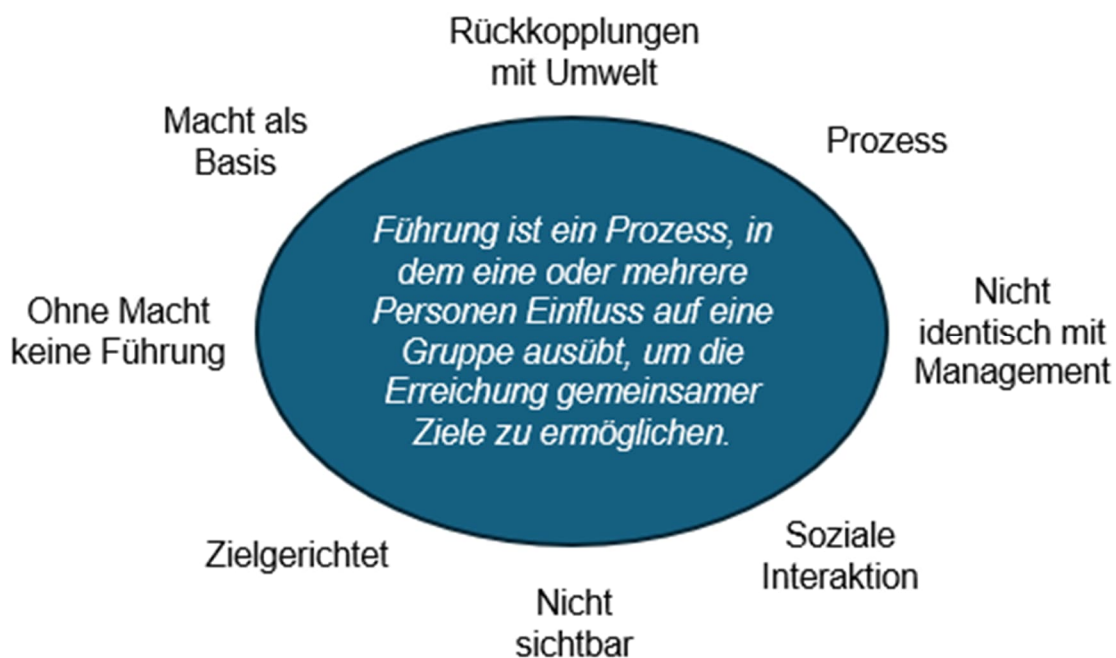 Rückkopplungen
mit Umwelt
Macht als
Basis
Prozess
Führung ist ein Prozess, in
dem eine oder mehrere
Personen Einfluss auf eine
Gruppe ausübt, um die
Erreichung gemeinsamer
Ziele zu ermöglichen.
Ohne Macht
keine Führung
Nicht
identisch mit
Management
Zielgerichtet
Soziale
Interaktion
Nicht
sichtbar